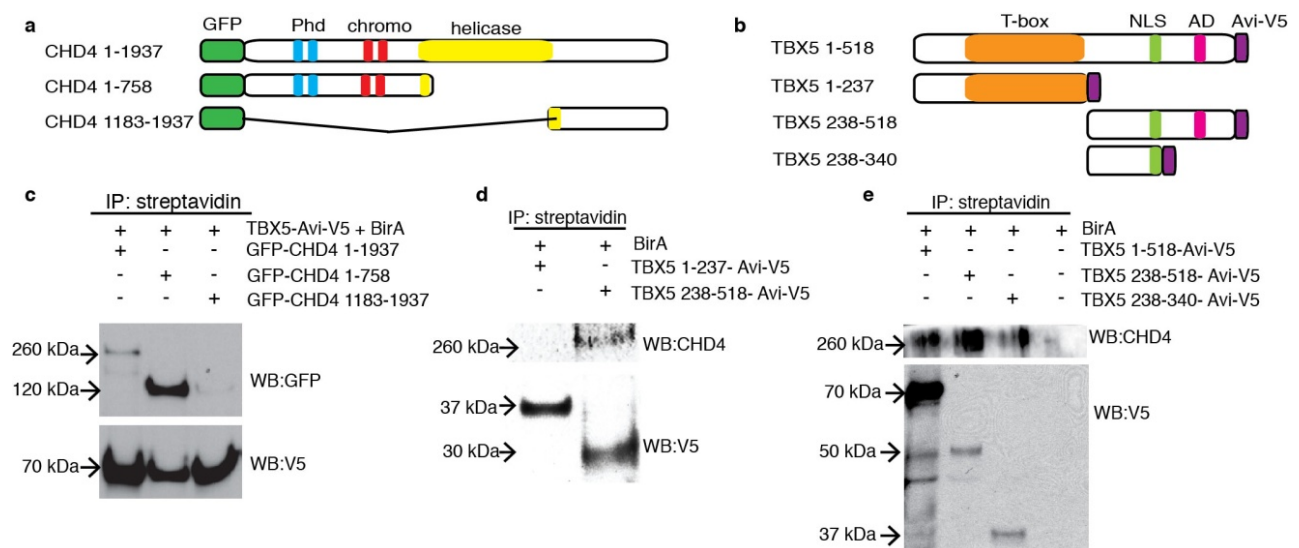 a
GFP Phd chromo helicase
CHD4 1-1937
CHD4 1-758
CHD4 1183-1937
b
T-box NLS AD Avi-V5
TBX5 1-518
TBX5 1-237
TBX5 238-518
TBX5 238-340
c
IP: streptavidin
+ + + TBX5-Avi-V5 + BirA
+ - - GFP-CHD4 1-1937
- + - GFP-CHD4 1-758
- - + GFP-CHD4 1183-1937
260 kDa
120 kDa
WB:GFP
70 kDa
WB:V5
d
IP: streptavidin
+ + BirA
+ - TBX5 1-237- Avi-V5
- + TBX5 238-518- Avi-V5
260 kDa
WB:CHD4
37 kDa
30 kDa
WB:V5
e
IP: streptavidin
+ + + + BirA
+ - - - TBX5 1-518-Avi-V5
- + - - TBX5 238-518- Avi-V5
- - + - TBX5 238-340- Avi-V5
260 kDa
WB:CHD4
70 kDa
WB:V5
50 kDa
37 kDa